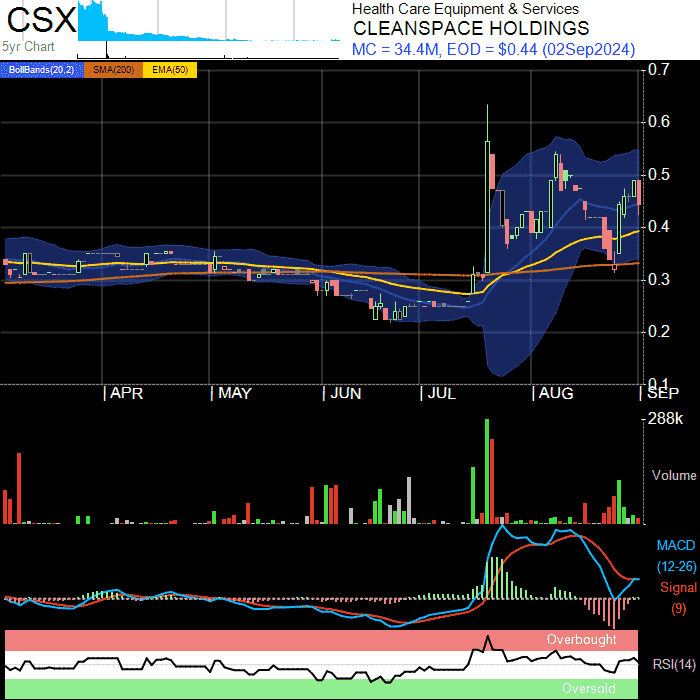 CSX
5yr Chart
Health Care Equipment & Services
CLEANSPACE HOLDINGS
MC = 34.4M, EOD = $0.44 (02Sep2024)
BollBands(20,2) SMA(200) EMA(50)
0.7
0.6
0.5
0.4
0.3
0.2
0.1
APR MAY JUN JUL AUG SEP
288k
Volume
MACD
(12-26)
Signal
(9)
Overbought
RSI(14)
Oversold